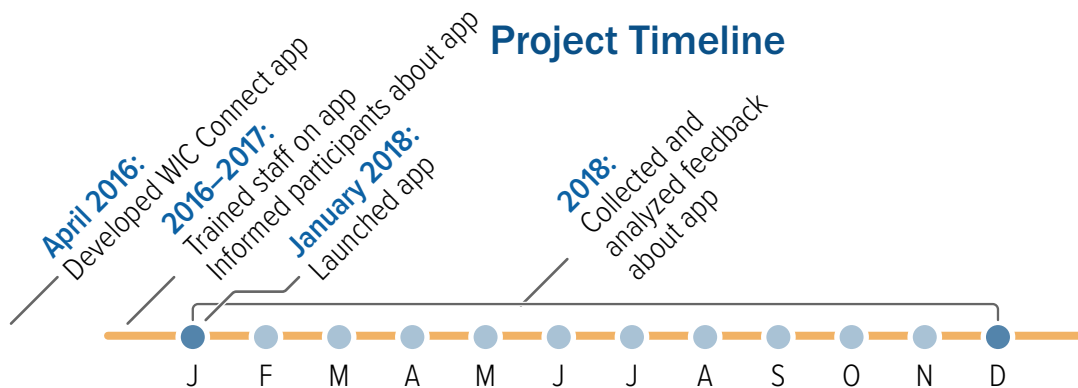 Project Timeline
April 2016:
Developed WIC Connect app
2016–2017:
Trained staff on app
Informed participants about app
January 2018:
Launched app
2018:
Collected and
analyzed feedback
about app
J F M A M J J A S O N D